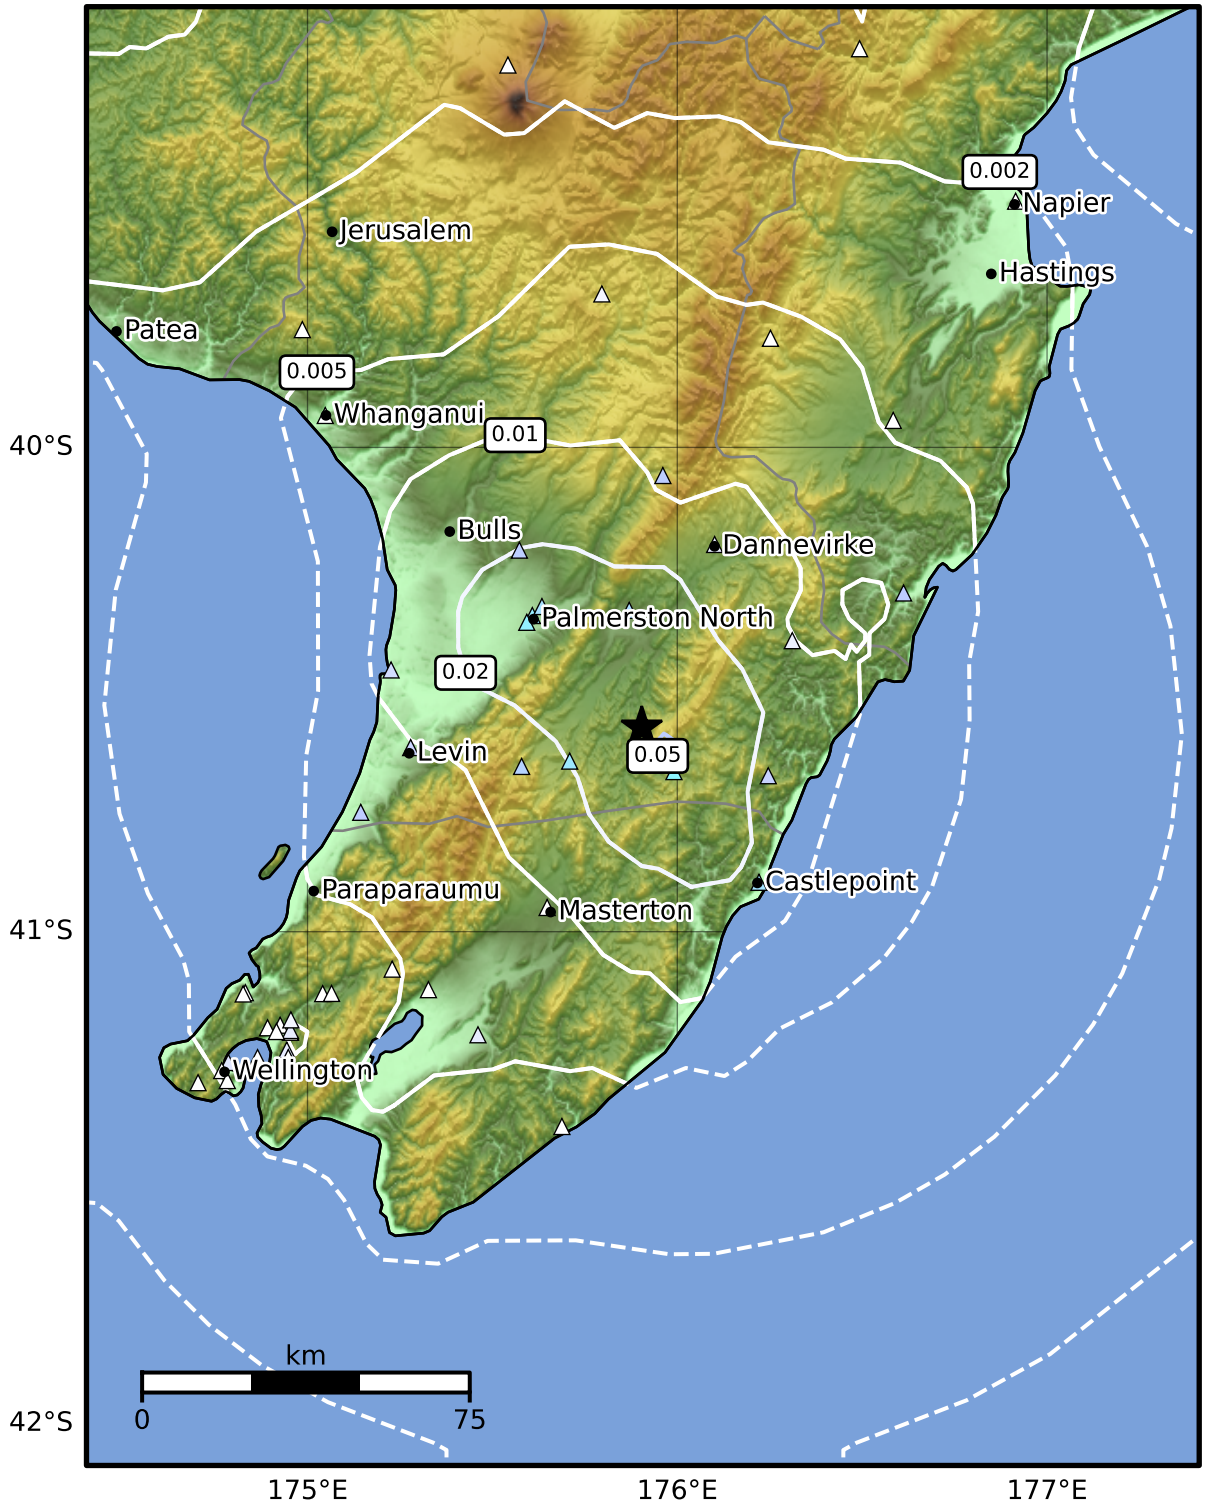 0.002
Napier
Jerusalem
Hastings
Patea
0.005
Whanganui
0.01
40°S
Bulls
Dannevirke
Palmerston North
0.02
Levin
0.05
Castlepoint
Paraparaumu
Masterton
41°S
Wellington
km
0 75
42°S
175°E 176°E 177°E